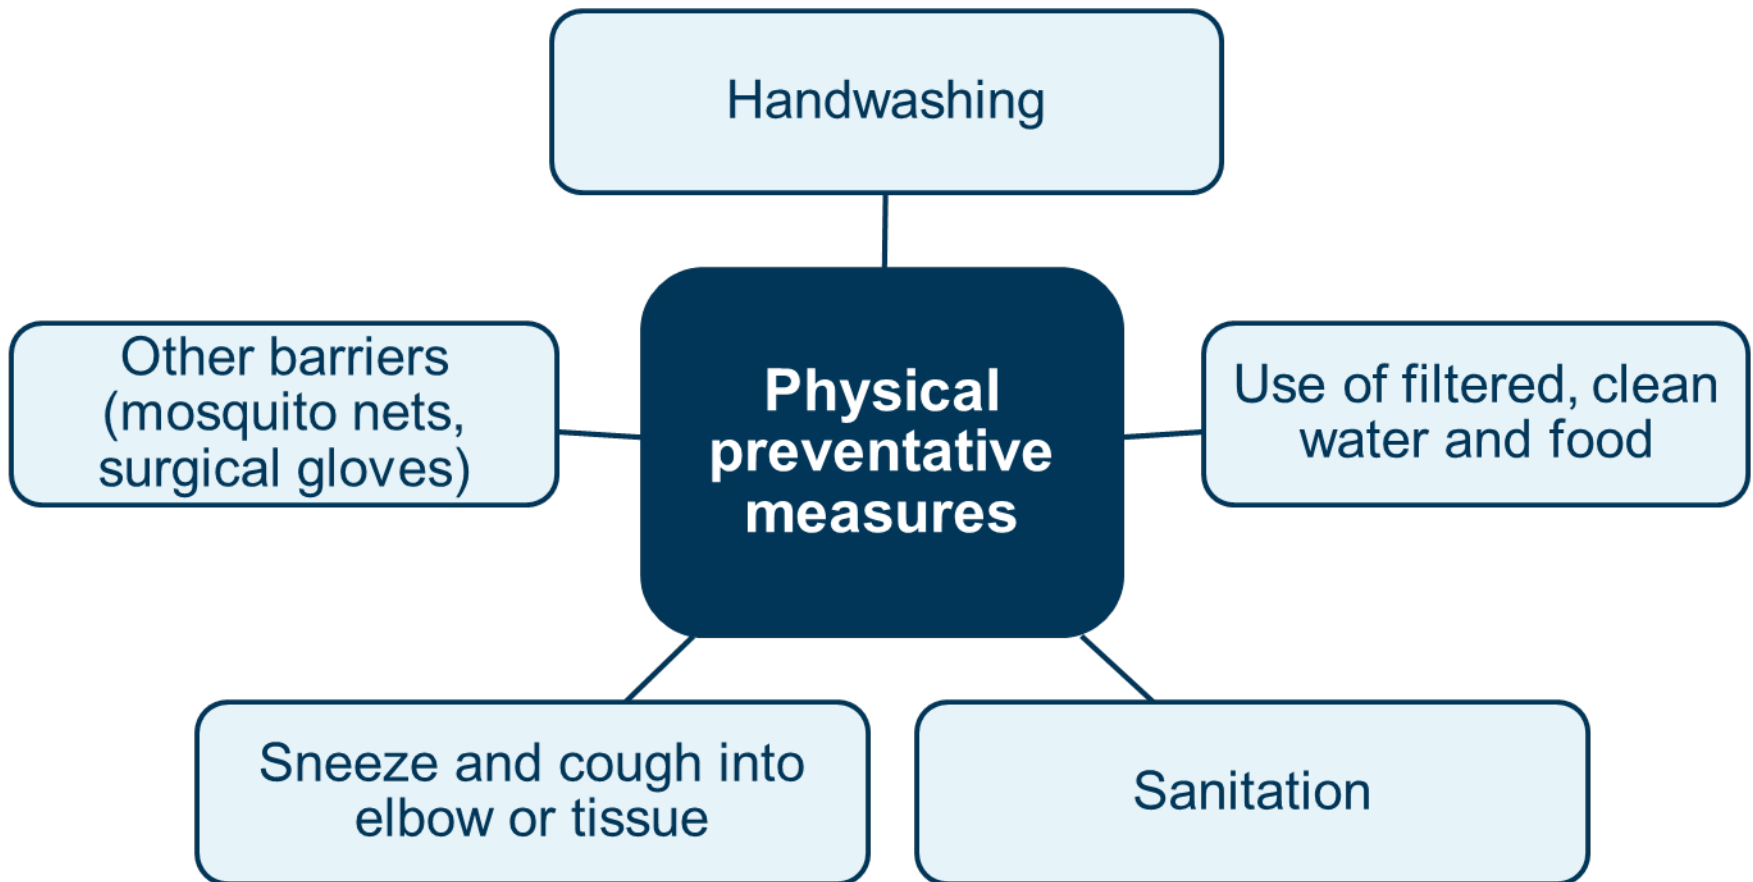 Handwashing
Other barriers
(mosquito nets,
surgical gloves)
Physical
preventative
measures
Use of filtered, clean
water and food
Sneeze and cough into
elbow or tissue
Sanitation